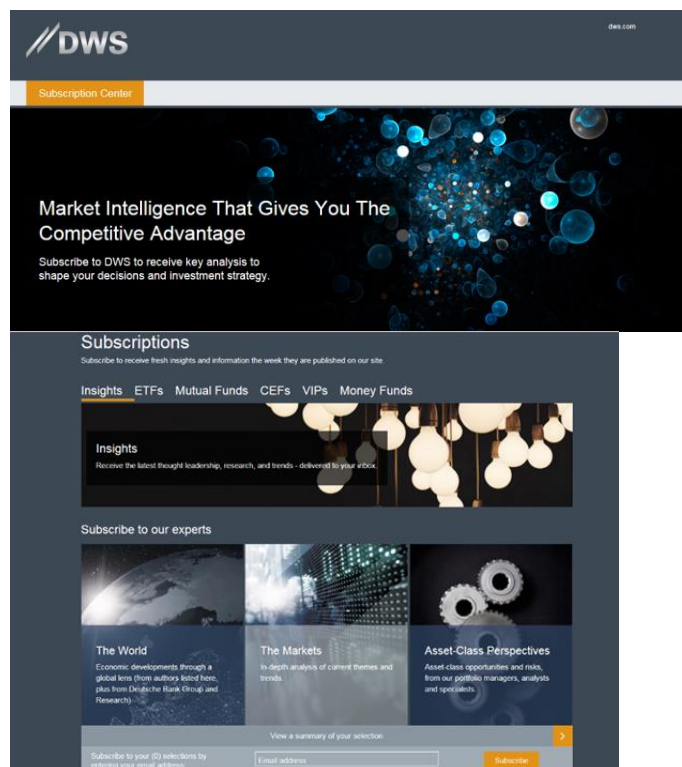 DWS
dws.com
Subscription Center
Market Intelligence That Gives You The
Competitive Advantage
Subscribe to DWS to receive key analysis to
shape your decisions and investment strategy.
Subscriptions
Subscribe to receive fresh insights and information the week they are published on our site.
Insights ETFs Mutual Funds CEFs VIPs Money Funds
Insights
Receive the latest thought leadership, research, and trends - delivered to your inbox.
Subscribe to our experts
The World
Economic developments through a
global lens (from authors listed here,
plus from Deutsche Bank Group and
Research)
The Markets
In-depth analysis of current themes and
trends.
Asset-Class Perspectives
Asset-class opportunities and risks,
from our portfolio managers, analysts
and specialists.
View a summary of your selection
Subscribe to your (0) selections by
entering your email address:
Email address
Subscribe